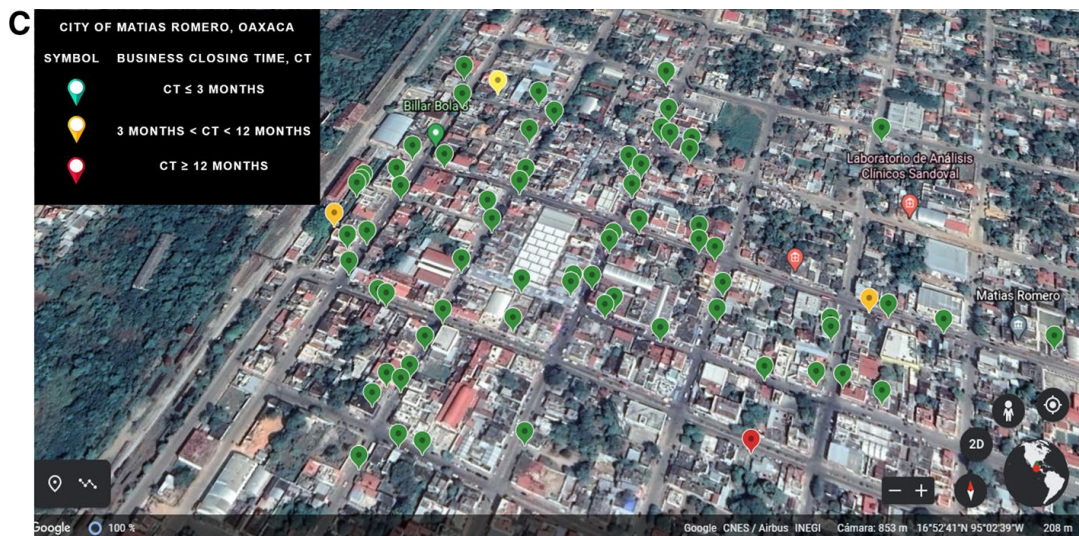 C
CITY OF MATIAS ROMERO, OAXACA
SYMBOL BUSINESS CLOSING TIME, CT
CT ≤ 3 MONTHS
3 MONTHS < CT < 12 MONTHS
CT ≥ 12 MONTHS
Billar Bola 8
Laboratorio de Análisis
Clínicos Sandoval
Matías Romero
2D
Google 100 % Google CNES / Airbus INEGI Cámara: 853 m 16°52'41"N 95°02'39"W 208 m